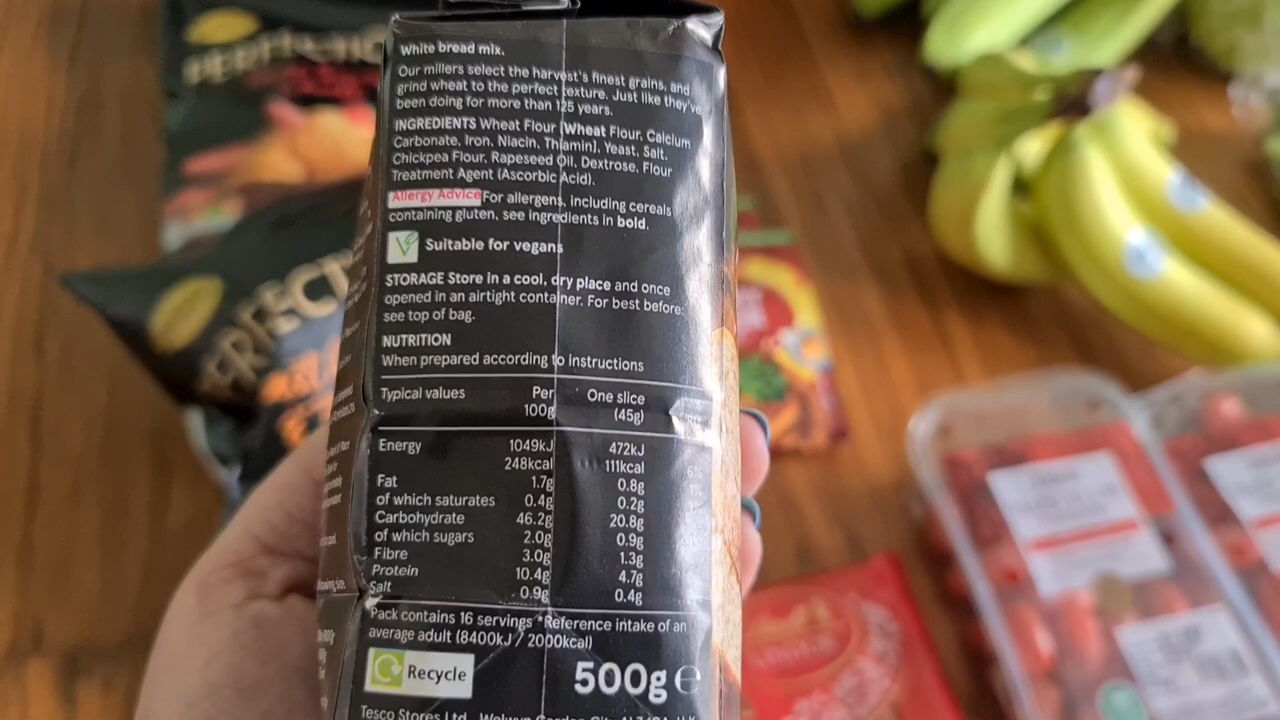 White bread mix.
Our millers select the harvest's finest grains, and
grind wheat to the perfect texture. Just like they've
been doing for more than 125 years.
INGREDIENTS Wheat Flour [Wheat Flour, Calcium
Carbonate, Iron, Niacin, Thiamin], Yeast, Salt,
Chickpea Flour, Rapeseed Oil, Dextrose, Flour
Treatment Agent (Ascorbic Acid).
Allergy Advice For allergens, including cereals
containing gluten, see ingredients in bold.
Suitable for vegans
STORAGE Store in a cool, dry place and once
opened in an airtight container. For best before:
see top of bag.
NUTRITION
When prepared according to instructions
Typical values Per 100g One slice (45g)
Energy 1049kJ 472kJ
248kcal 111kcal 6%
Fat 1.7g 0.8g 1%
of which saturates 0.4g 0.2g
Carbohydrate 46.2g 20.8g
of which sugars 2.0g 0.9g
Fibre 3.0g 1.3g
Protein 10.4g 4.7g
Salt 0.9g 0.4g
Pack contains 16 servings *Reference intake of an
average adult (8400kJ / 2000kcal)
Recycle
500g e
Tesco Stores Ltd., Welwyn Garden City